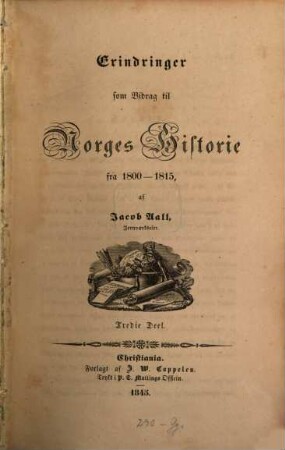 Erindringer
som Bidrag til
Norges Historie
fra 1800—1815,
af
Jacob Aall,
Jernværkseier.
Tredie Deel.
Christiania.
Forlagt af J. W. Cappelen.
Trykt i P. T. Mallings Officin.
1845.